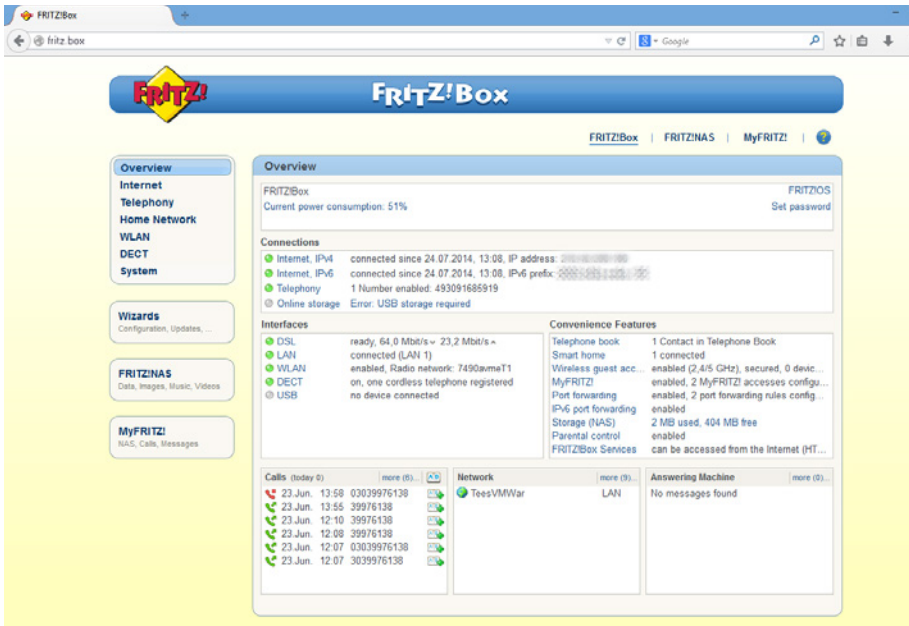 FRITZ!Box
fritz.box
Google
FRITZ!
FRITZ!Box
FRITZ!Box | FRITZ!NAS | MyFRITZ! | ?
Overview
Internet
Telephony
Home Network
WLAN
DECT
System
Wizards
Configuration, Updates, ...
FRITZ!NAS
Data, Images, Music, Videos
MyFRITZ!
NAS, Calls, Messages
Overview
FRITZ!Box FRITZ!OS
Current power consumption: 51% Set password
Connections
Internet, IPv4 connected since 24.07.2014, 13:08, IP address:
Internet, IPv6 connected since 24.07.2014, 13:08, IPv6 prefix:
Telephony 1 Number enabled: 493091685919
Online storage Error: USB storage required
Interfaces
DSL ready, 64,0 Mbit/s 23,2 Mbit/s
LAN connected (LAN 1)
WLAN enabled, Radio network: 7490avmeT1
DECT on, one cordless telephone registered
USB no device connected
Convenience Features
Telephone book 1 Contact in Telephone Book
Smart home 1 connected
Wireless guest acc... enabled (2,4/5 GHz), secured, 0 devic...
MyFRITZ! enabled, 2 MyFRITZ! accesses configu...
Port forwarding enabled, 2 port forwarding rules config...
IPv6 port forwarding enabled
Storage (NAS) 2 MB used, 404 MB free
Parental control enabled
FRITZ!Box Services can be accessed from the Internet (HT...
Calls (today 0) more (6)...
23.Jun. 13:58 03039976138
23.Jun. 13:55 39976138
23.Jun. 12:10 39976138
23.Jun. 12:08 39976138
23.Jun. 12:07 03039976138
23.Jun. 12:07 3039976138
Network more (9)...
TeesVMWar LAN
Answering Machine more (0)...
No messages found